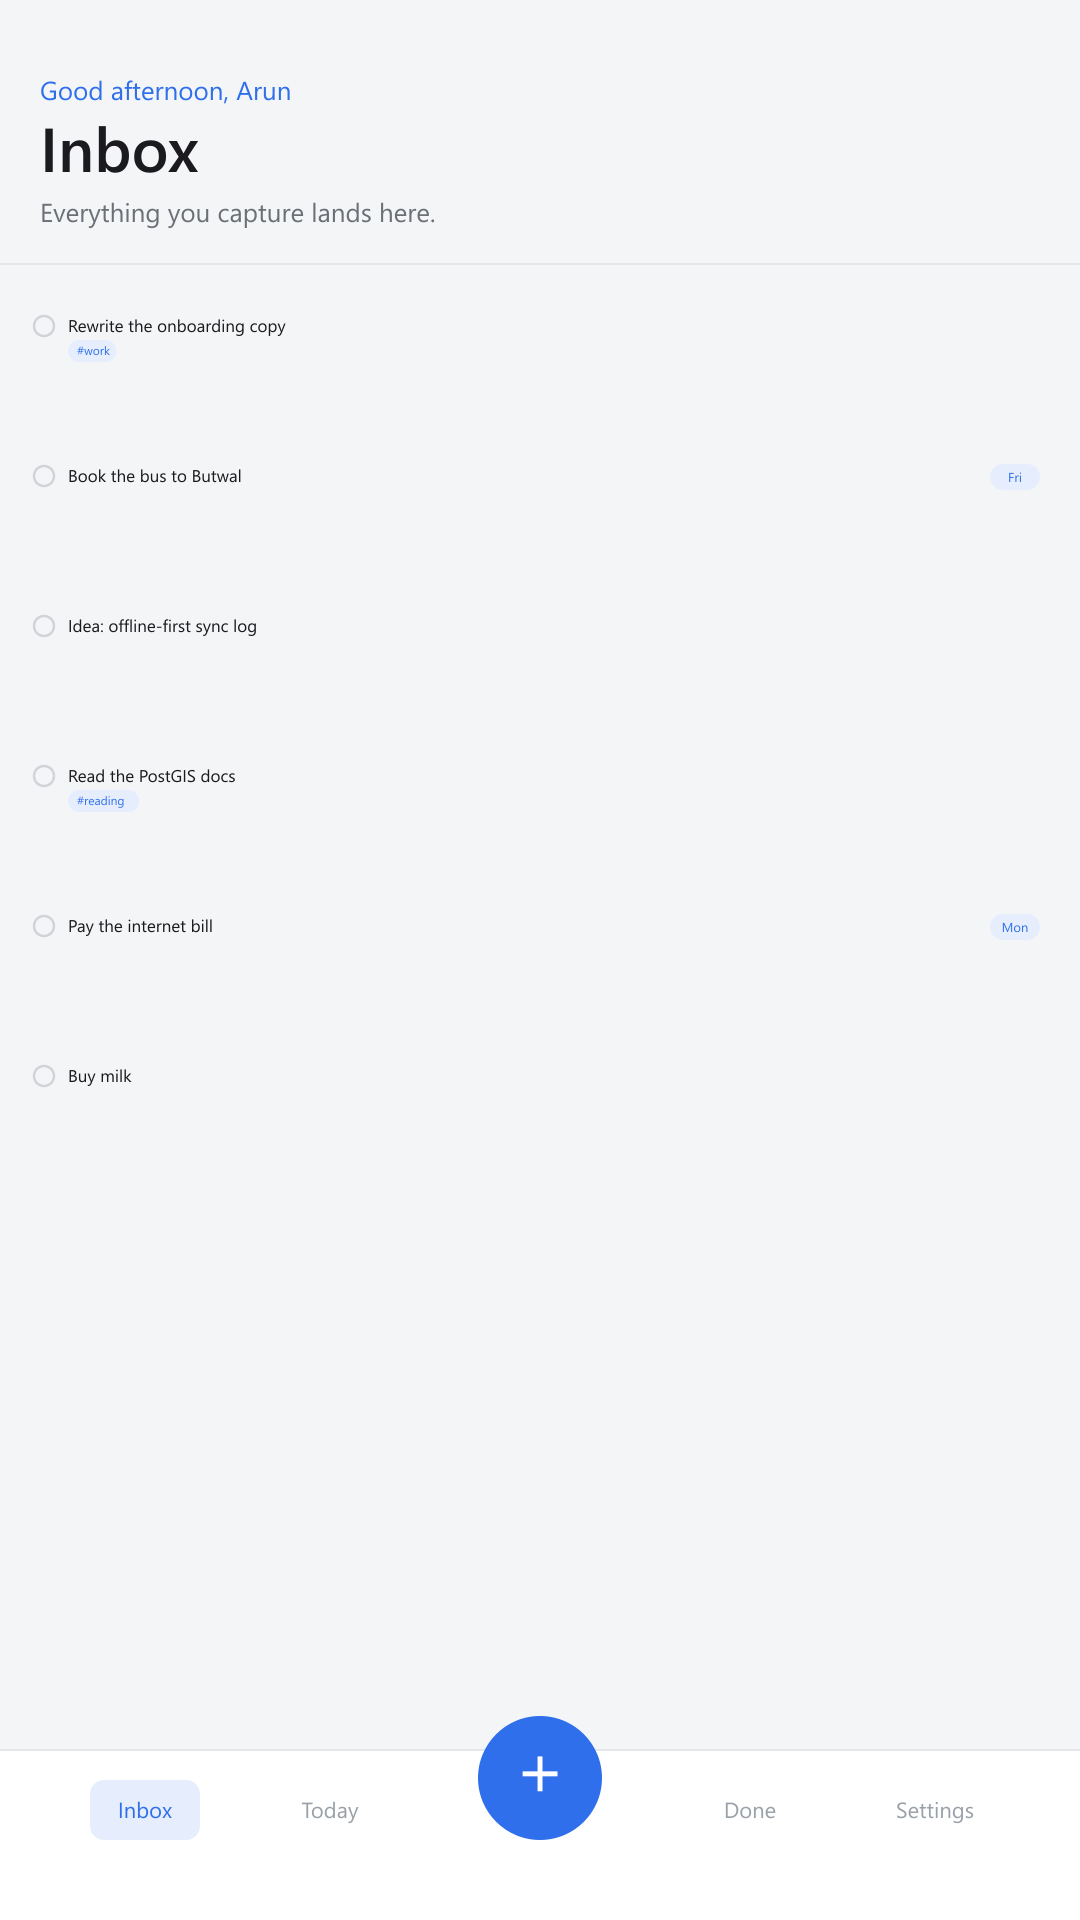 Good afternoon, Arun
Inbox
Everything you capture lands here.
Rewrite the onboarding copy
#work
Book the bus to Butwal
Fri
Idea: offline-first sync log
Read the PostGIS docs
#reading
Pay the internet bill
Mon
Buy milk
+
Inbox
Today
Done
Settings